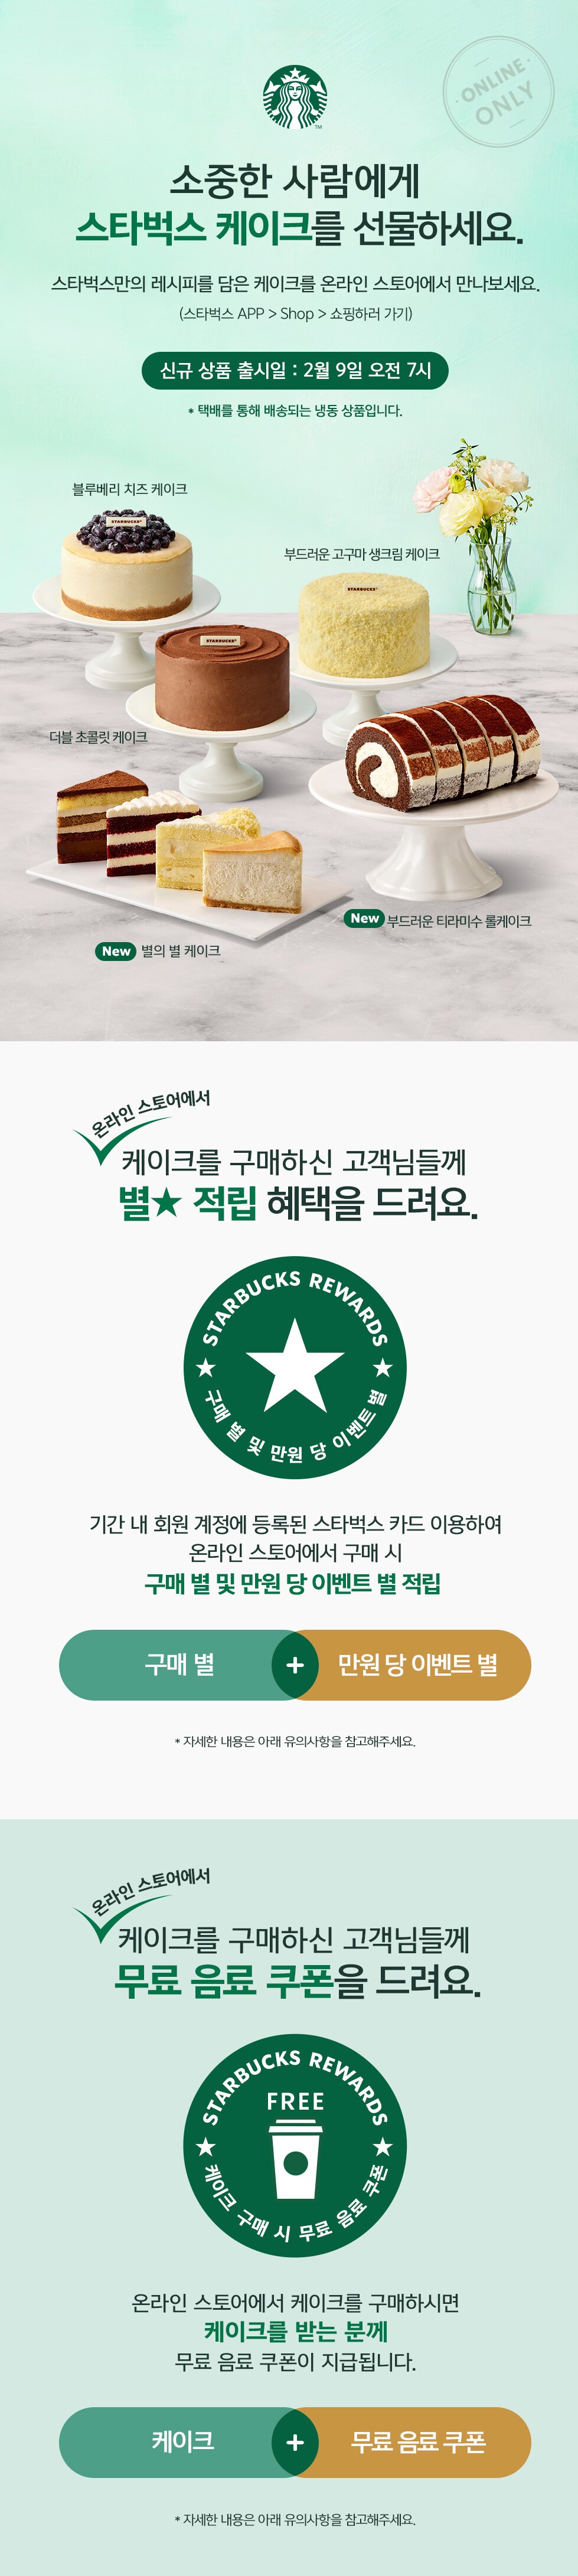 ONLINE
ONLY
TM
소중한 사람에게
스타벅스 케이크를 선물하세요.
스타벅스만의 레시피를 담은 케이크를 온라인 스토어에서 만나보세요.
(스타벅스 APP > Shop > 쇼핑하러 가기)
신규 상품 출시일 : 2월 9일 오전 7시
* 택배를 통해 배송되는 냉동 상품입니다.
블루베리 치즈 케이크
STARBUCKS®
부드러운 고구마 생크림 케이크
STARBUCKS®
STARBUCKS®
더블 초콜릿 케이크
New 부드러운 티라미수 롤케이크
New 별의 별 케이크
온라인 스토어에서
케이크를 구매하신 고객님들께
별★ 적립 혜택을 드려요.
STARBUCKS REWARDS
구매 별 및 만원 당 이벤트 별
기간 내 회원 계정에 등록된 스타벅스 카드 이용하여
온라인 스토어에서 구매 시
구매 별 및 만원 당 이벤트 별 적립
구매 별 + 만원 당 이벤트 별
* 자세한 내용은 아래 유의사항을 참고해주세요.
온라인 스토어에서
케이크를 구매하신 고객님들께
무료 음료 쿠폰을 드려요.
STARBUCKS REWARDS
FREE
케이크 구매 시 무료 음료 쿠폰
온라인 스토어에서 케이크를 구매하시면
케이크를 받는 분께
무료 음료 쿠폰이 지급됩니다.
케이크 + 무료 음료 쿠폰
* 자세한 내용은 아래 유의사항을 참고해주세요.